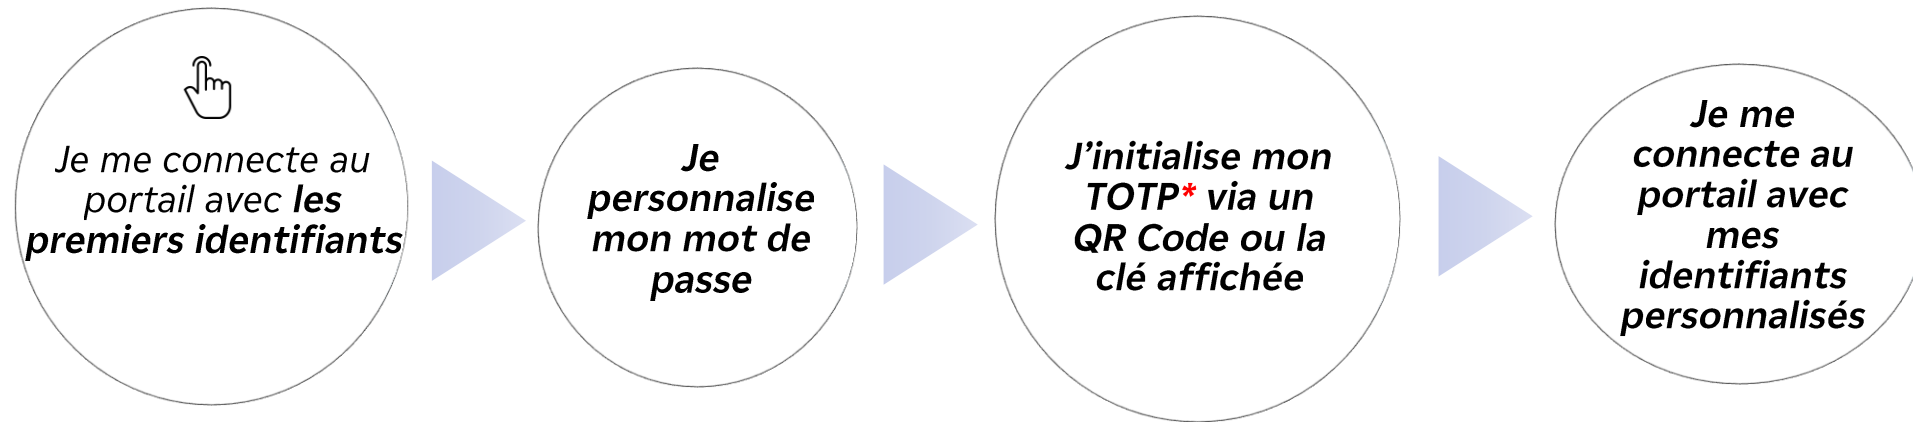 Je me connecte au
portail avec les
premiers identifiants
Je
personnalise
mon mot de
passe
J’initialise mon
TOTP* via un
QR Code ou la
clé affichée
Je me
connecte au
portail avec
mes
identifiants
personnalisés